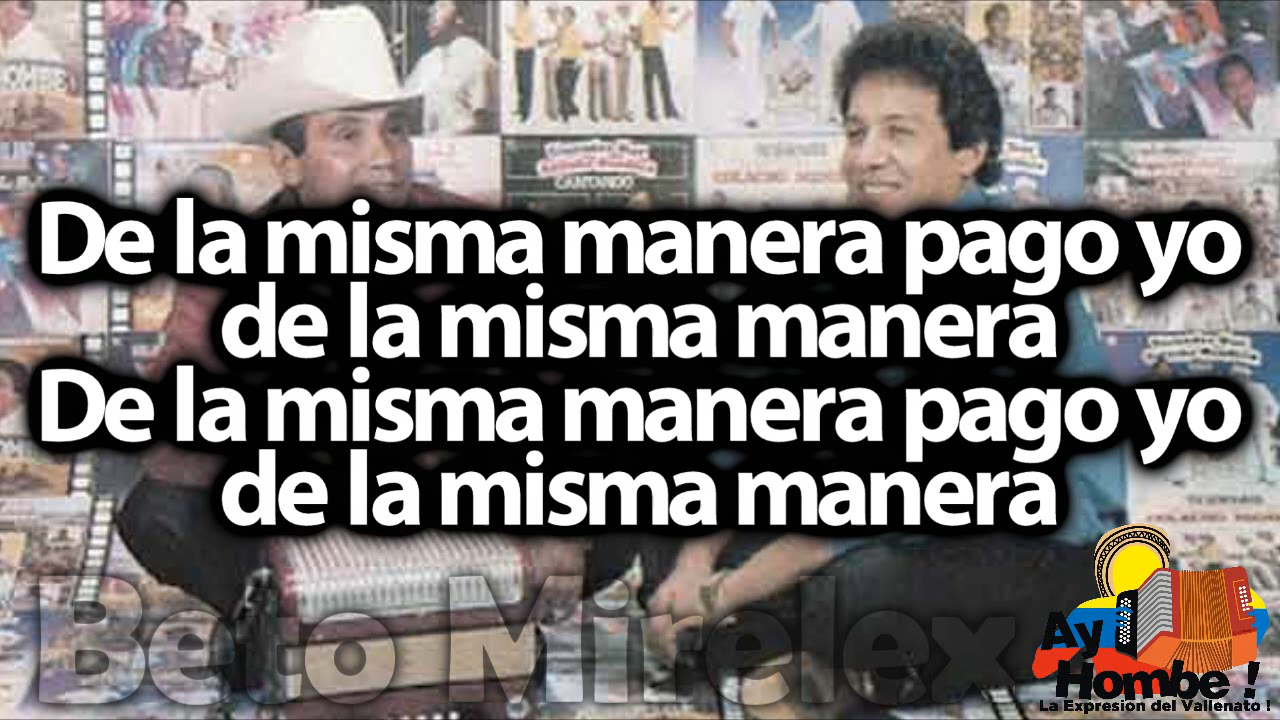 De la misma manera pago yo
de la misma manera
De la misma manera pago yo
de la misma manera
Beto Mirelex
Ay
Hombe !
La Expresion del Vallenato !